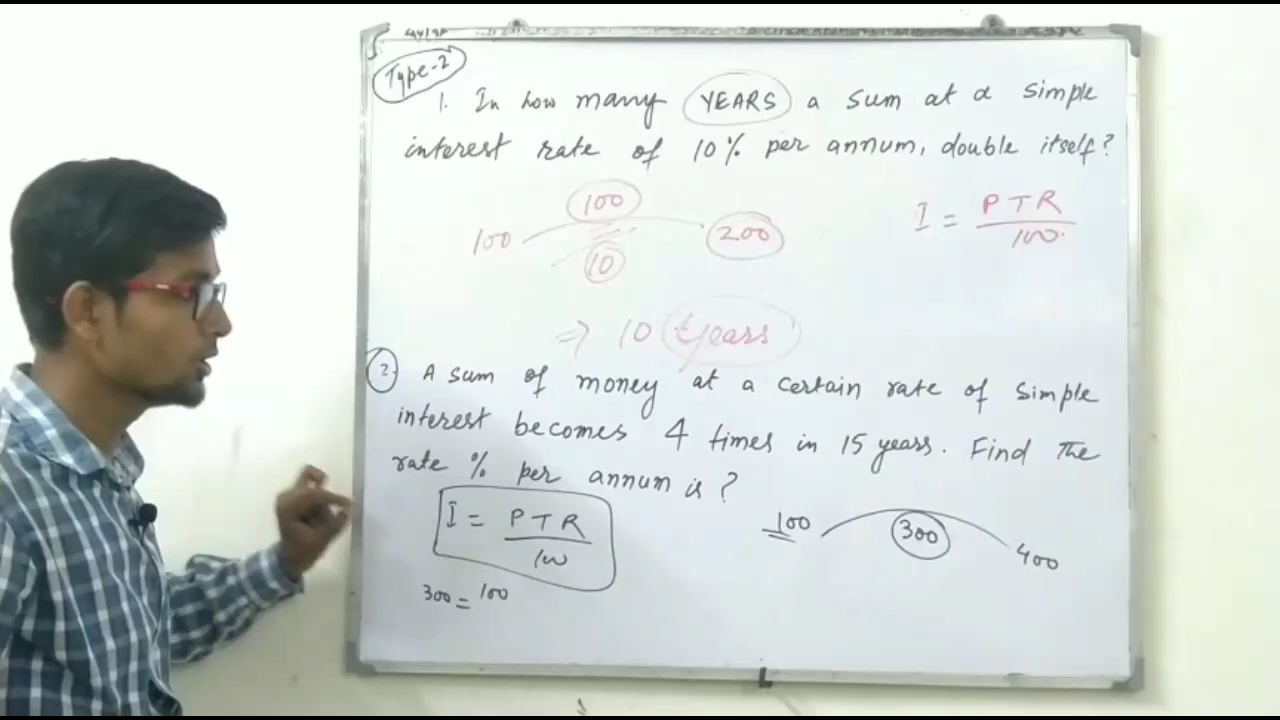 Type-2
1. In how many YEARS a sum at a simple
interest rate of 10% per annum, double itself?
100
100
200
10
I = PTR
100
⇒ 10 years
2. A sum of money at a certain rate of simple
interest becomes 4 times in 15 years. Find the
rate % per annum is?
I = PTR
100
100
300
400
300 = 100